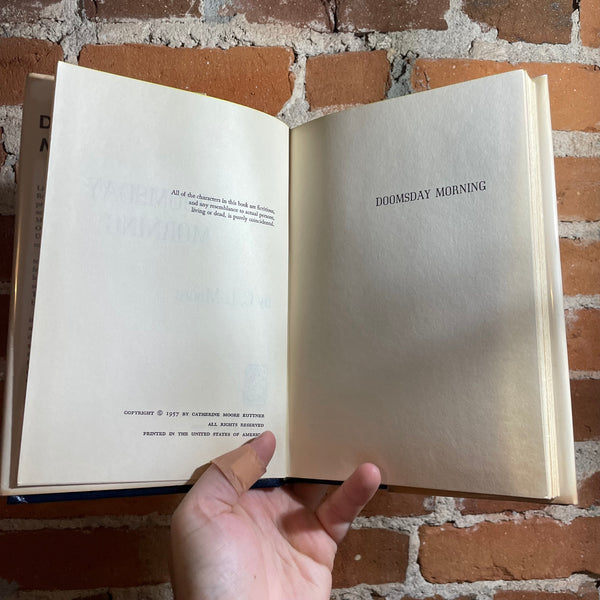 All of the characters in this book are fictitious,
and any resemblance to actual persons,
living or dead, is purely coincidental.
COPYRIGHT © 1957 BY CATHERINE MOORE KUTTNER
ALL RIGHTS RESERVED
PRINTED IN THE UNITED STATES OF AMERICA
DOOMSDAY MORNING